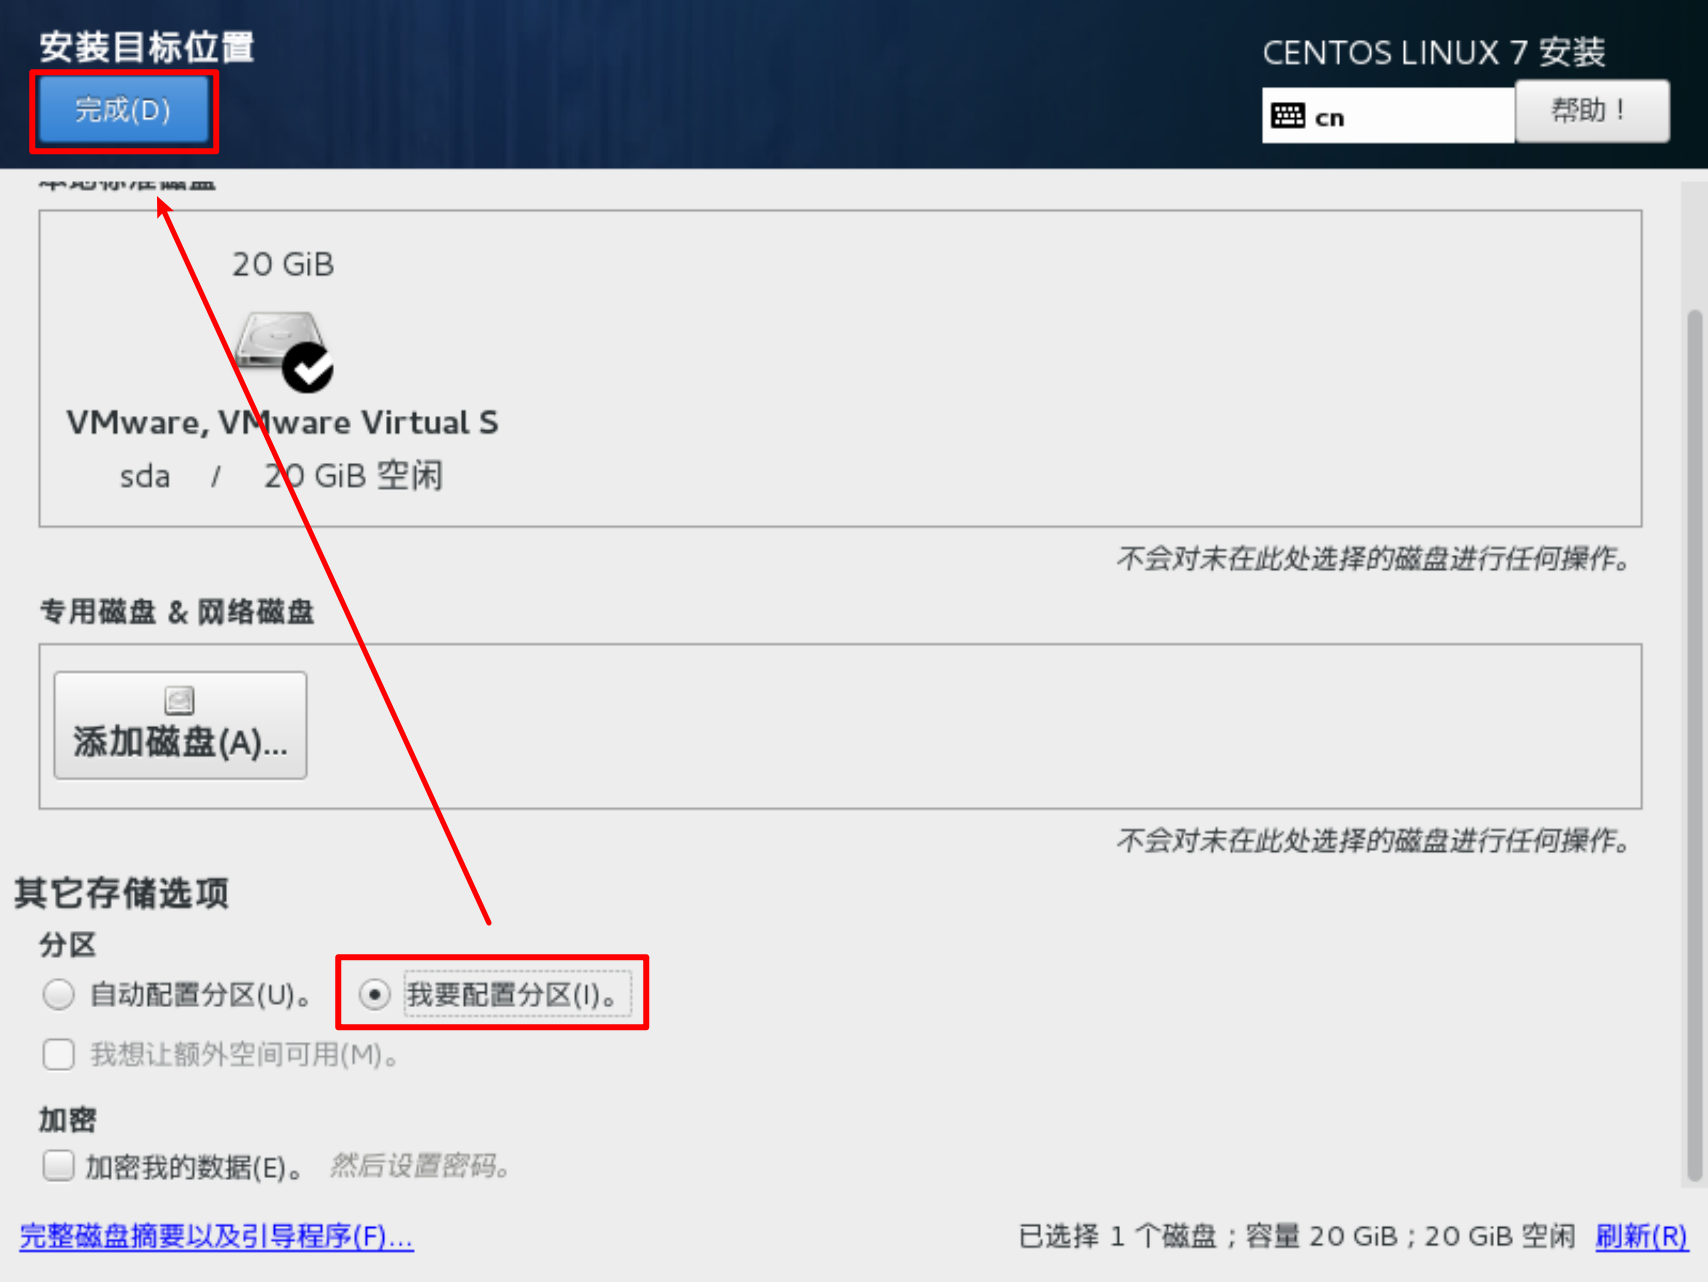 安装目标位置
CENTOS LINUX 7 安装
完成(D)
cn
帮助！
本地标准磁盘
20 GiB
VMware, VMware Virtual S
sda / 20 GiB 空闲
不会对未在此处选择的磁盘进行任何操作。
专用磁盘 & 网络磁盘
添加磁盘(A)...
不会对未在此处选择的磁盘进行任何操作。
其它存储选项
分区
自动配置分区(U)。 我要配置分区(I)。
我想让额外空间可用(M)。
加密
加密我的数据(E)。 然后设置密码。
完整磁盘摘要以及引导程序(F)... 已选择 1 个磁盘；容量 20 GiB；20 GiB 空闲 刷新(R)